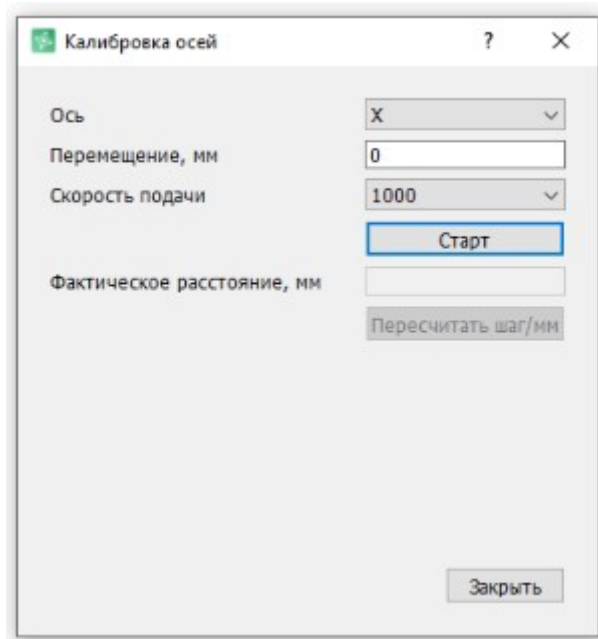 Калибровка осей ?
Ось X
Перемещение, мм 0
Скорость подачи 1000
Старт
Фактическое расстояние, мм
Пересчитать шаг/мм
Закрыть